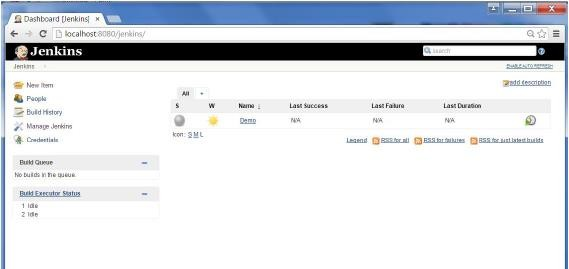 Dashboard [Jenkins]
localhost:8080/jenkins/
Jenkins
search
Jenkins
ENABLE AUTO REFRESH
New Item
People
Build History
Manage Jenkins
Credentials
Build Queue
No builds in the queue.
Build Executor Status
1 Idle
2 Idle
add description
All +
S W Name ↓ Last Success Last Failure Last Duration
Demo N/A N/A N/A
Icon: S M L
Legend RSS for all RSS for failures RSS for just latest builds